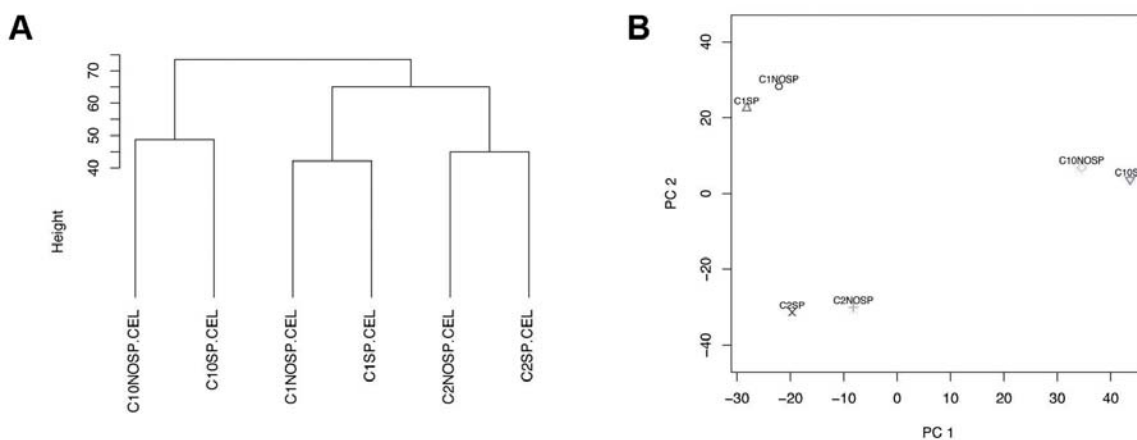 A
70
60
50
40
Height
C10NOSP.CEL
C10SP.CEL
C1NOSP.CEL
C1SP.CEL
C2NOSP.CEL
C2SP.CEL
B
40
20
0
−20
−40
PC 2
C1NOSP
C1SP
C10NOSP
C10S
C2SP
C2NOSP
−30 −20 −10 0 10 20 30 40
PC 1